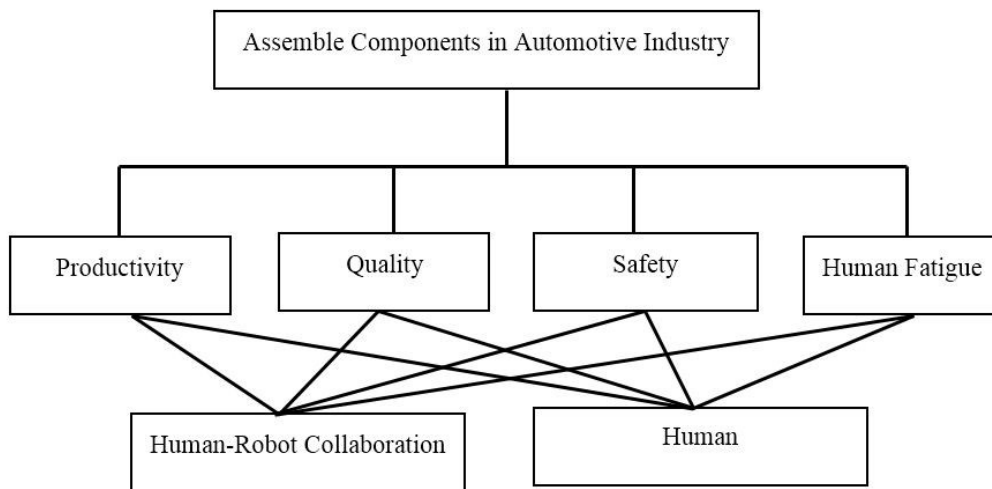 Assemble Components in Automotive Industry
Productivity
Quality
Safety
Human Fatigue
Human-Robot Collaboration
Human